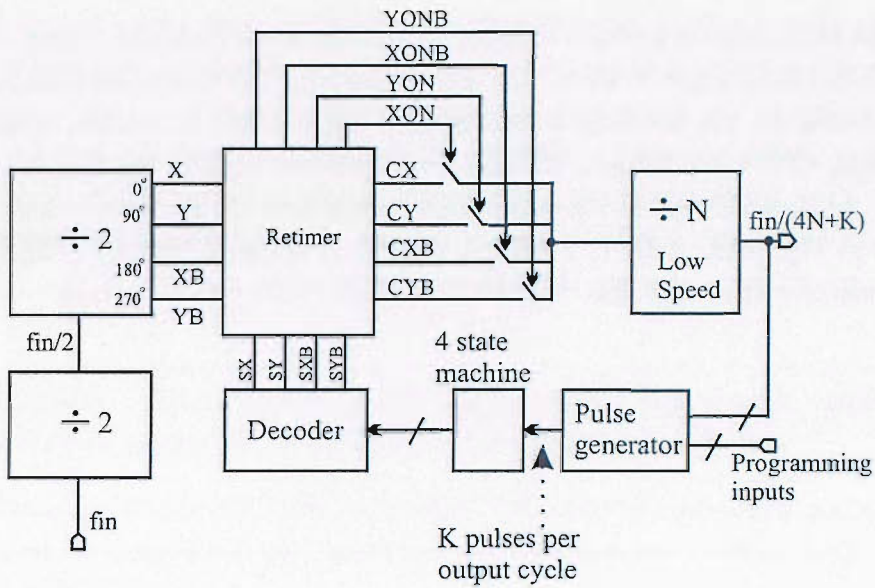 YONB
XONB
YON
XON
X
0°
90°
Y
÷ 2
180°
XB
270°
YB
Retimer
CX
CY
CXB
CYB
÷ N
Low
Speed
fin/(4N+K)
fin/2
÷ 2
fin
SX
SY
SXB
SYB
Decoder
4 state
machine
Pulse
generator
Programming
inputs
K pulses per
output cycle